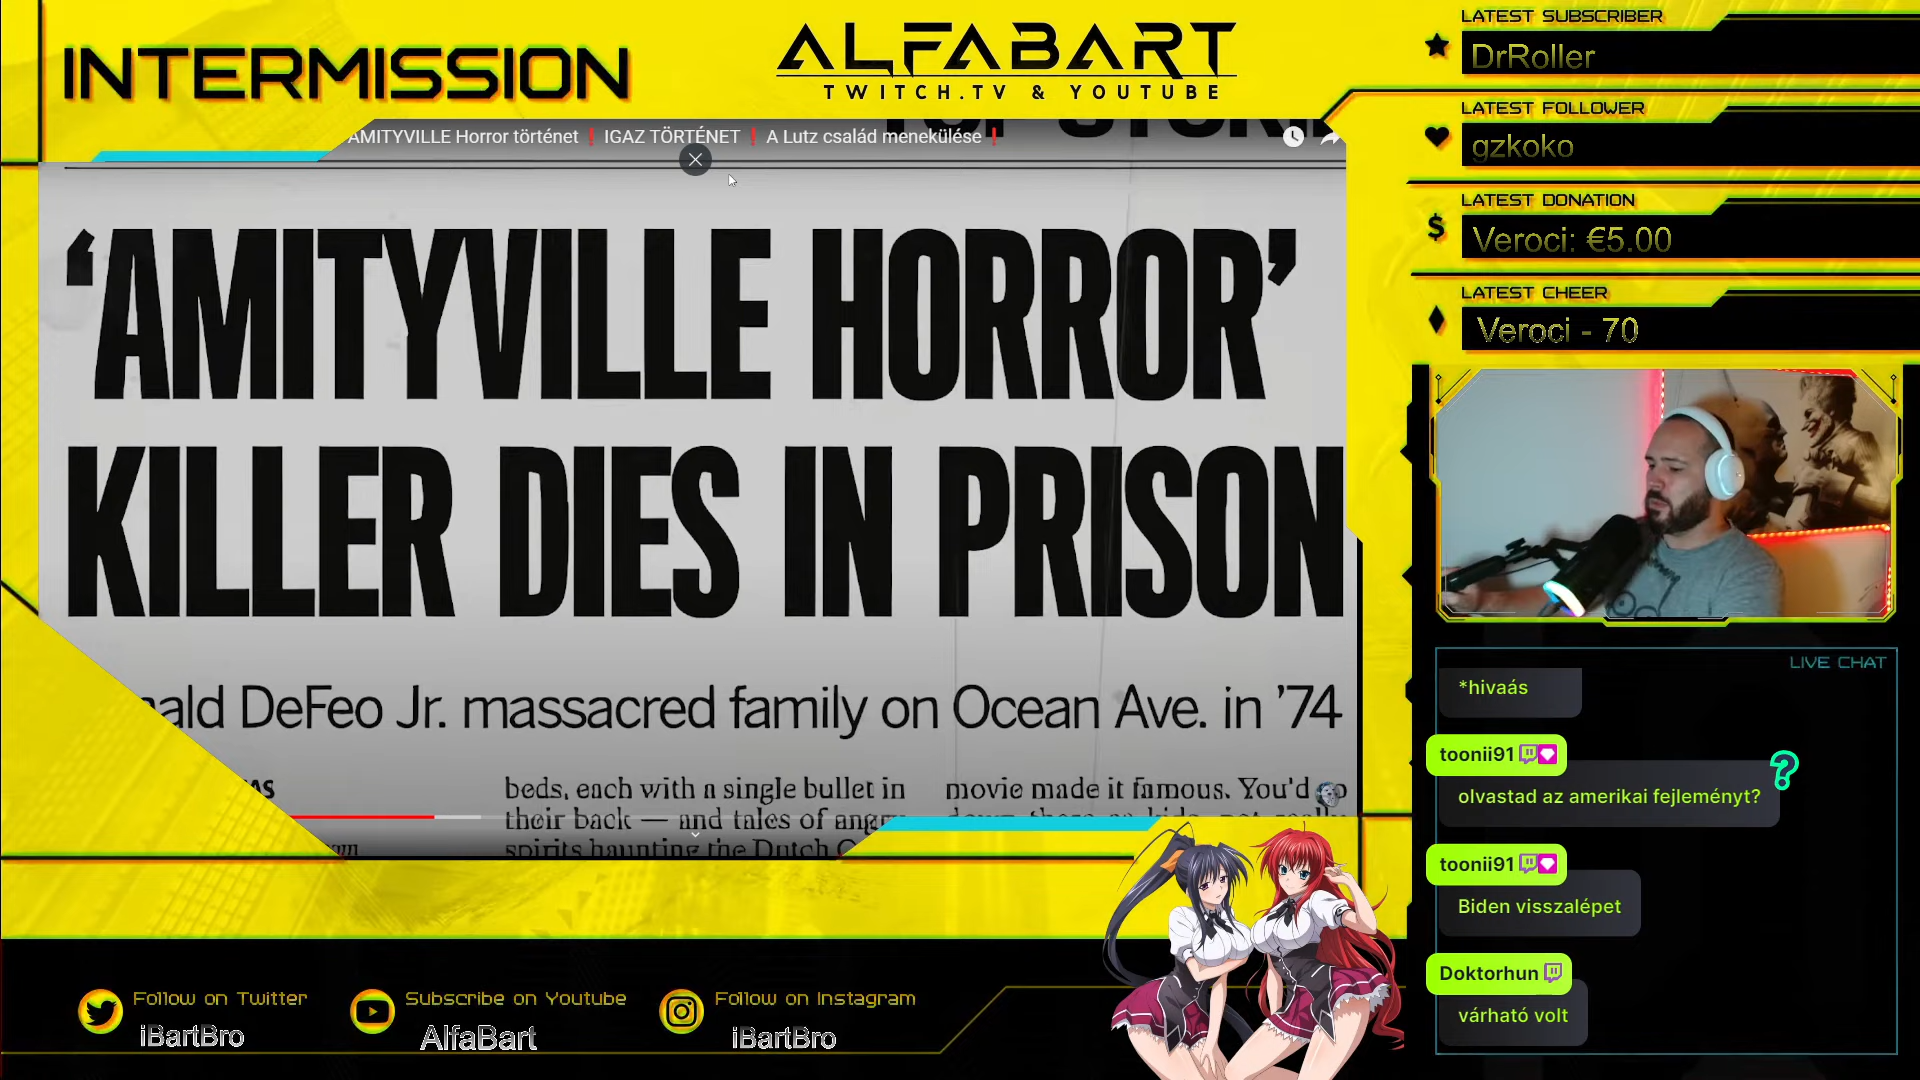 INTERMISSION
ALFABART
TWITCH.TV & YOUTUBE
LATEST SUBSCRIBER
DrRoller
LATEST FOLLOWER
gzkoko
LATEST DONATION
Veroci: €5.00
LATEST CHEER
Veroci - 70
AMITYVILLE Horror történet❗IGAZ TÖRTÉNET❗A Lutz család menekülése❗
‘AMITYVILLE HORROR’
KILLER DIES IN PRISON
nald DeFeo Jr. massacred family on Ocean Ave. in ’74
beds, each with a single bullet in
their back — and tales of angry
spirits haunting the Dutch
movie made it famous. You'd
LIVE CHAT
*hivaás
toonii91
olvastad az amerikai fejleményt?
toonii91
Biden visszalépet
Doktorhun
várható volt
Follow on Twitter
iBartBro
Subscribe on Youtube
AlfaBart
Follow on Instagram
iBartBro